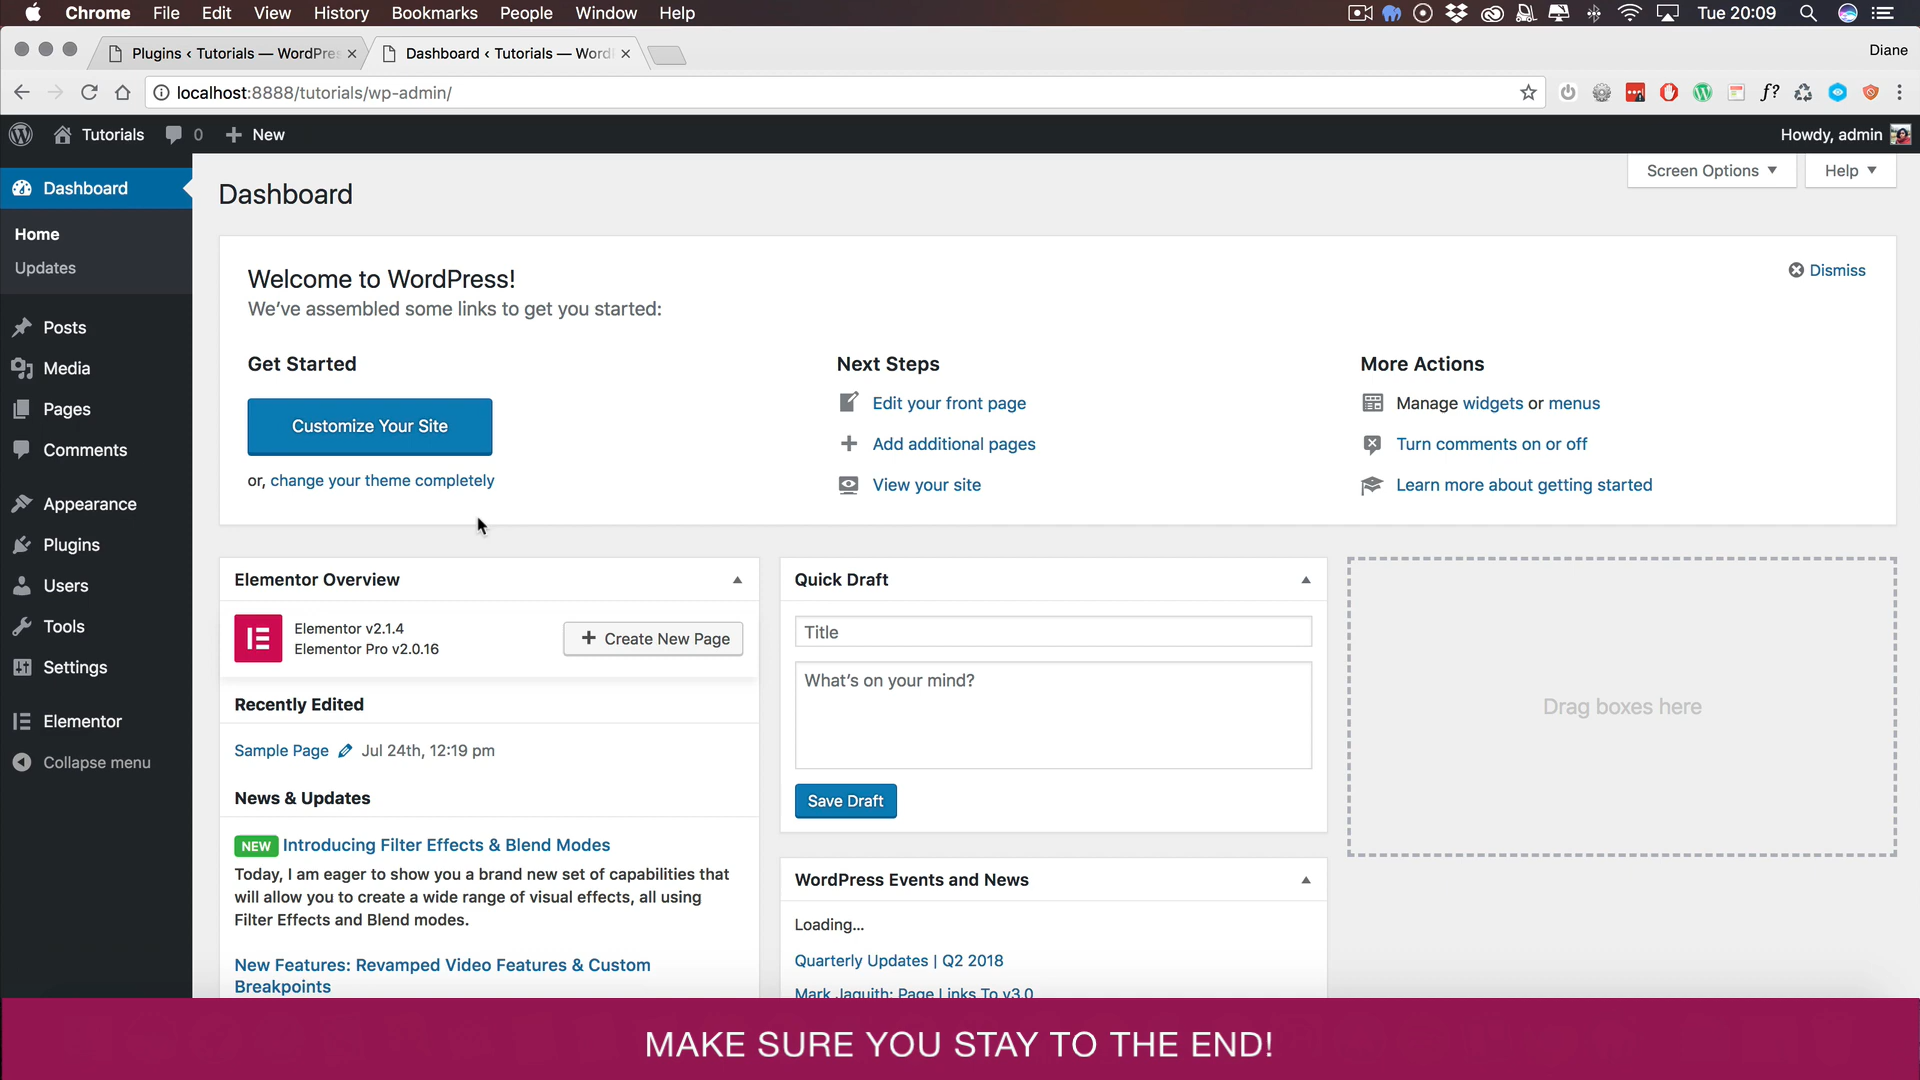 Chrome File Edit View History Bookmarks People Window Help Tue 20:09
Plugins ‹ Tutorials — WordPre
Dashboard ‹ Tutorials — Word
Diane
localhost:8888/tutorials/wp-admin/
f?
Tutorials 0 New
Howdy, admin
Dashboard
Home
Updates
Posts
Media
Pages
Comments
Appearance
Plugins
Users
Tools
Settings
Elementor
Collapse menu
Dashboard
Screen Options
Help
Welcome to WordPress!
Dismiss
We've assembled some links to get you started:
Get Started
Customize Your Site
or, change your theme completely
Next Steps
Edit your front page
Add additional pages
View your site
More Actions
Manage widgets or menus
Turn comments on or off
Learn more about getting started
Elementor Overview
Elementor v2.1.4
Elementor Pro v2.0.16
Create New Page
Recently Edited
Sample Page Jul 24th, 12:19 pm
News & Updates
NEW Introducing Filter Effects & Blend Modes
Today, I am eager to show you a brand new set of capabilities that
will allow you to create a wide range of visual effects, all using
Filter Effects and Blend modes.
New Features: Revamped Video Features & Custom
Breakpoints
Quick Draft
Title
What's on your mind?
Save Draft
WordPress Events and News
Loading...
Quarterly Updates | Q2 2018
Mark Jaquith: Page Links To v3.0
Drag boxes here
MAKE SURE YOU STAY TO THE END!